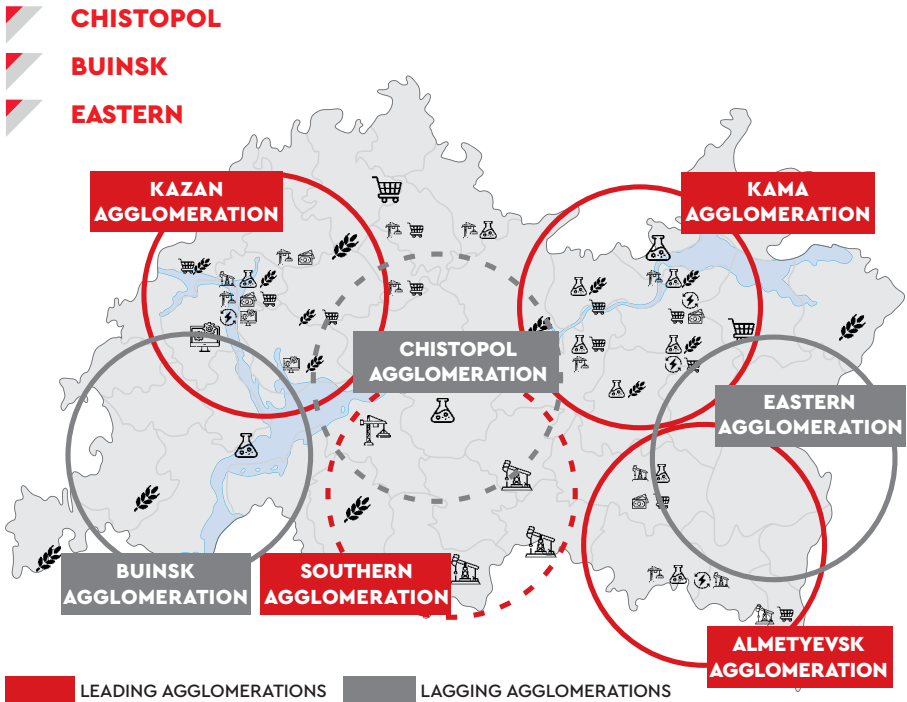 CHISTOPOL
BUINSK
EASTERN
KAZAN
AGGLOMERATION
KAMA
AGGLOMERATION
CHISTOPOL
AGGLOMERATION
EASTERN
AGGLOMERATION
BUINSK
AGGLOMERATION
SOUTHERN
AGGLOMERATION
ALMETYEVSK
AGGLOMERATION
LEADING AGGLOMERATIONS
LAGGING AGGLOMERATIONS